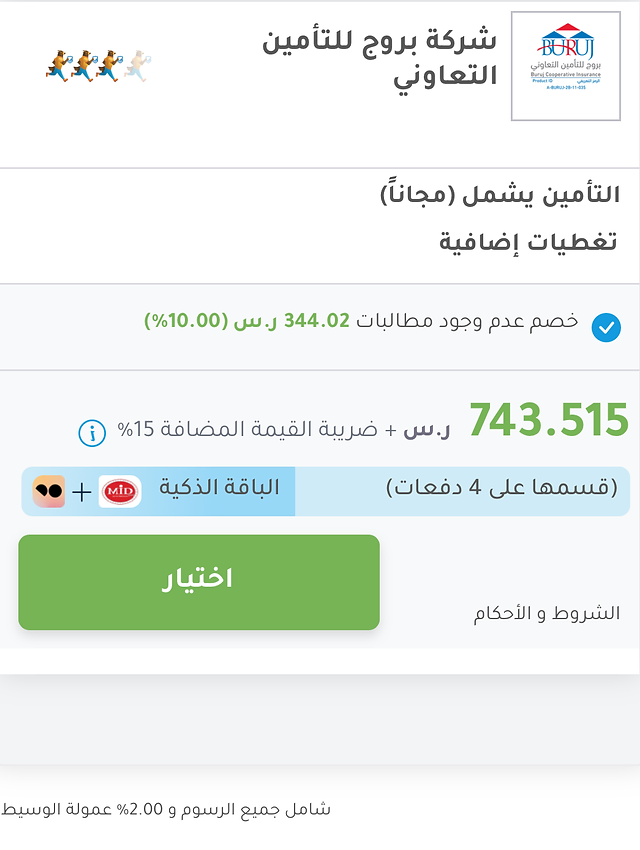 شركة بروج للتأمين
التعاوني
BURUJ
بروج للتأمين التعاوني
Buruj Cooperative Insurance
Product ID الرمز التعريفي
A-BURUJ-2B-11-035
التأمين يشمل (مجاناً)
تغطيات إضافية
خصم عدم وجود مطالبات 344.02 ر.س (10.00%)
743.515 ر.س + ضريبة القيمة المضافة 15%
(قسمها على 4 دفعات) الباقة الذكية MID +
اختيار
الشروط و الأحكام
شامل جميع الرسوم و 2.00% عمولة الوسيط